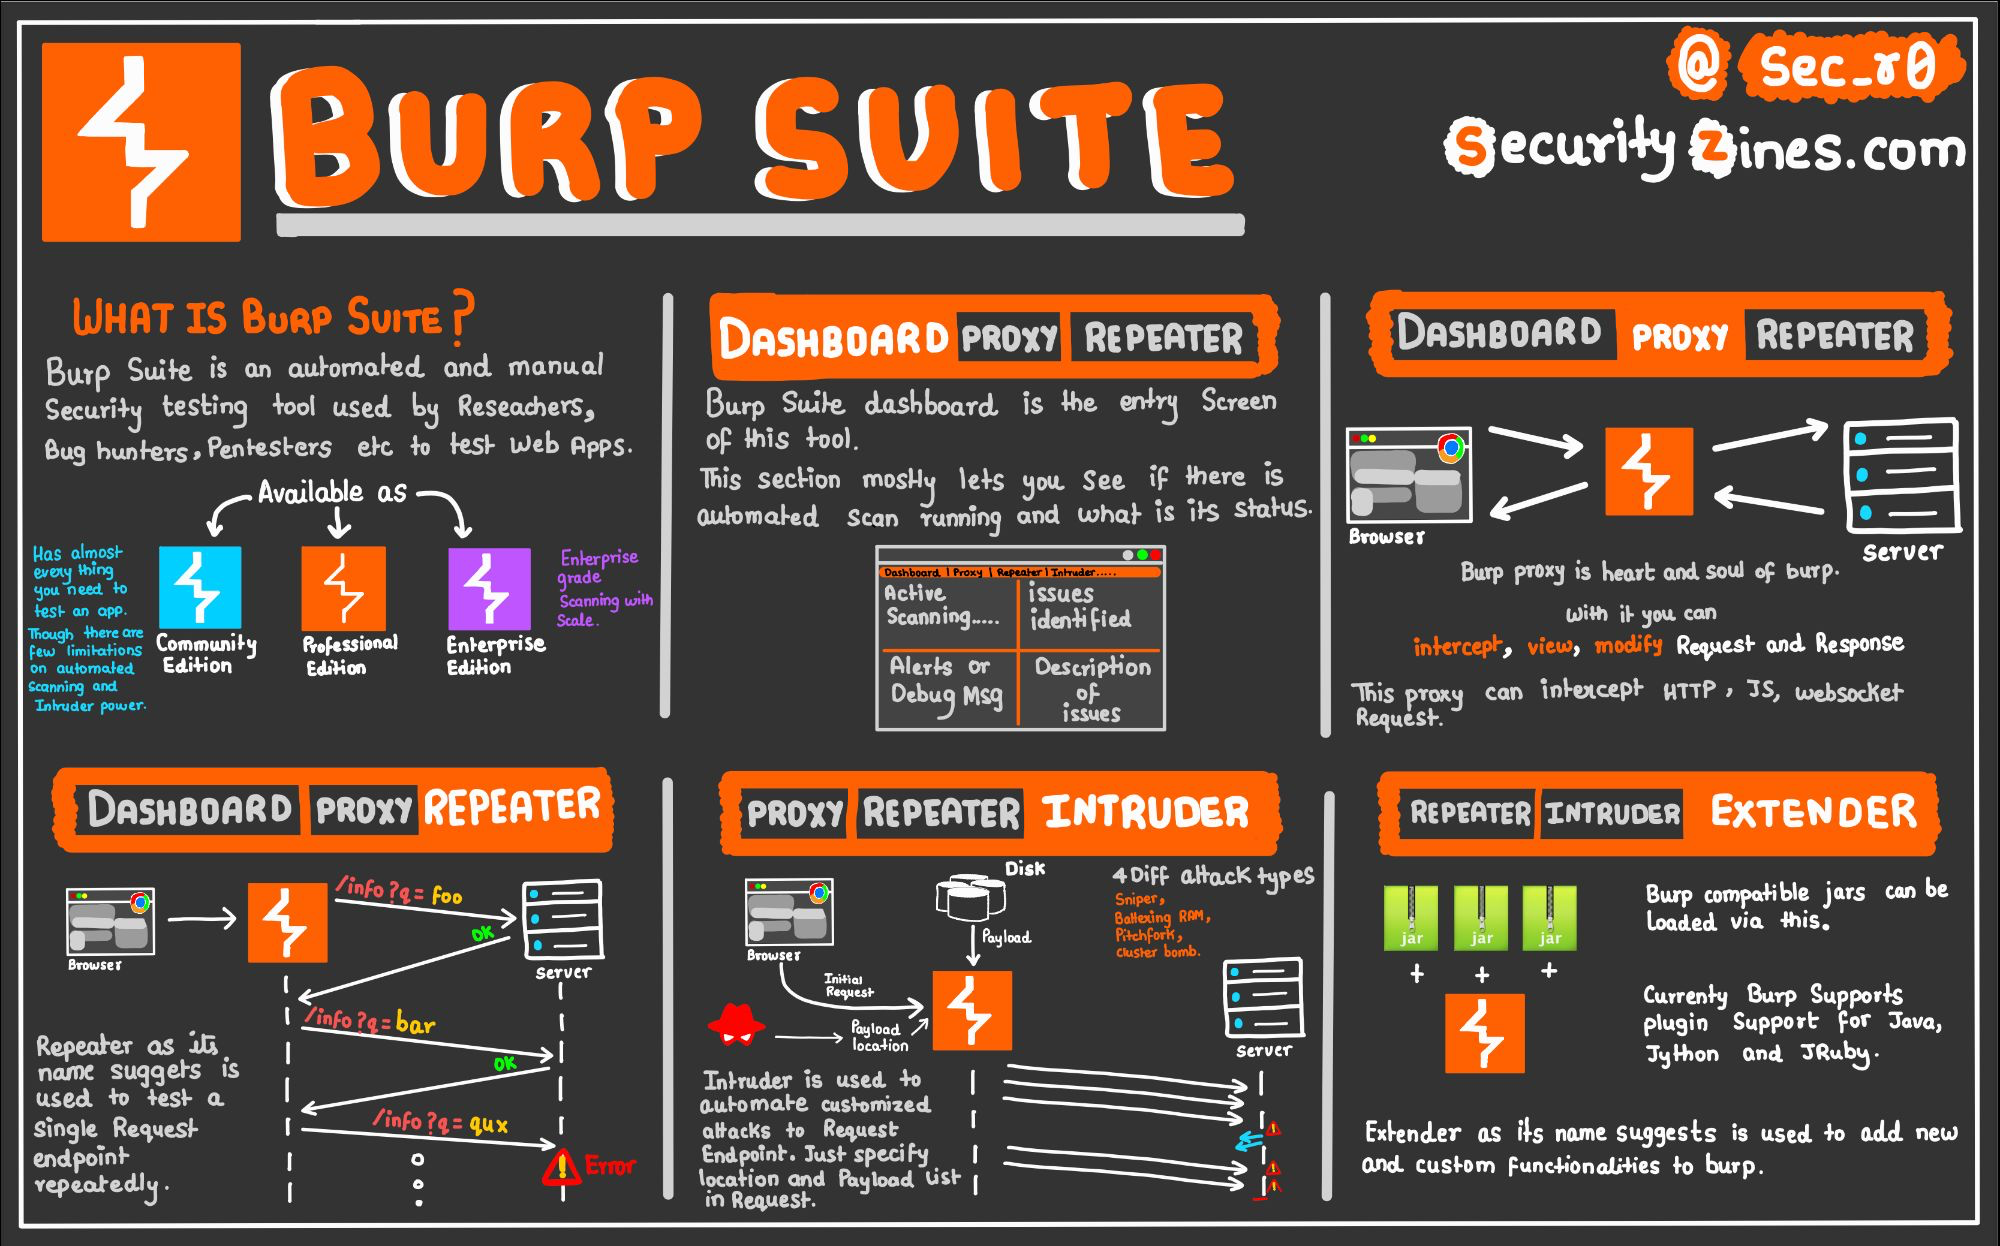 BURP SUITE
@ Sec_r0
SecurityZines.com
WHAT IS BURP SUITE?
Burp Suite is an automated and manual
Security testing tool used by Reseachers,
Bug hunters, Pentesters etc to test Web Apps.
Available as
Has almost
every thing
you need to
test an app.
Though there are
few limitations
on automated
Scanning and
Intruder power.
Community
Edition
Professional
Edition
Enterprise
Edition
Enterprise
grade
Scanning with
Scale.
DASHBOARD PROXY REPEATER
Burp Suite dashboard is the entry Screen
of this tool.
This section mostly lets you see if there is
automated scan running and what is its status.
Dashboard | Proxy | Repeater | Intruder.....
Active
Scanning.....
issues
identified
Alerts or
Debug Msg
Description
of
issues
DASHBOARD PROXY REPEATER
Browser
Server
Burp proxy is heart and soul of burp.
With it you can
intercept, view, modify Request and Response
This proxy can intercept HTTP, JS, websocket
Request.
DASHBOARD PROXY REPEATER
Browser
/info?q=foo
OK
Server
/info?q=bar
OK
/info?q=qux
Error
Repeater as its
name suggets is
used to test a
single Request
endpoint
repeatedly.
PROXY REPEATER INTRUDER
Disk
Payload
Browser
Initial
Request
Payload
location
4 Diff attack types
Sniper,
Battering RAM,
Pitchfork,
cluster bomb.
Server
Intruder is used to
automate customized
attacks to Request
Endpoint. Just specify
location and Payload List
in Request.
REPEATER INTRUDER EXTENDER
jar jar jar
+ + +
Burp compatible jars can be
Loaded via this.
Currenty Burp Supports
plugin Support for Java,
Jython and JRuby.
Extender as its name suggests is used to add new
and custom functionalities to burp.